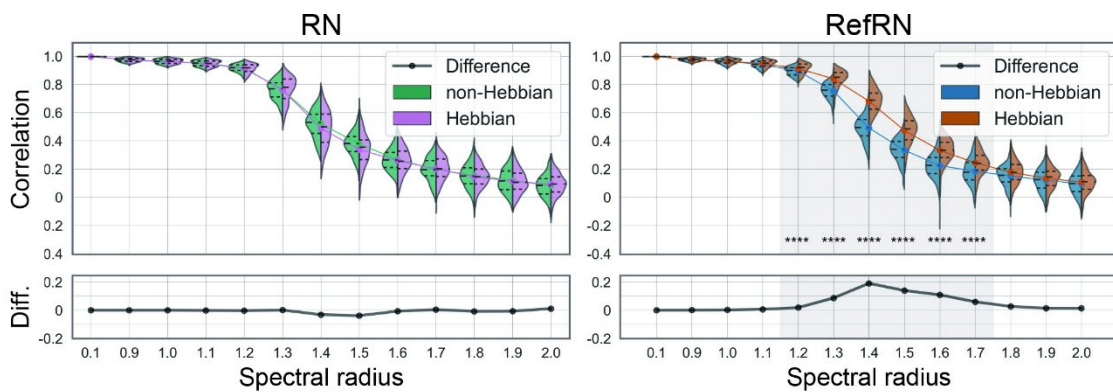 RN
RefRN
Correlation
1.0
0.8
0.6
0.4
0.2
0
-0.2
0.4
Difference
non-Hebbian
Hebbian
1.0
0.8
0.6
0.4
0.2
0
-0.2
0.4
Difference
non-Hebbian
Hebbian
**** **** **** **** **** ****
Diff.
0.2
0
-0.2
0.2
0
-0.2
0.1 0.9 1.0 1.1 1.2 1.3 1.4 1.5 1.6 1.7 1.8 1.9 2.0
0.1 0.9 1.0 1.1 1.2 1.3 1.4 1.5 1.6 1.7 1.8 1.9 2.0
Spectral radius
Spectral radius